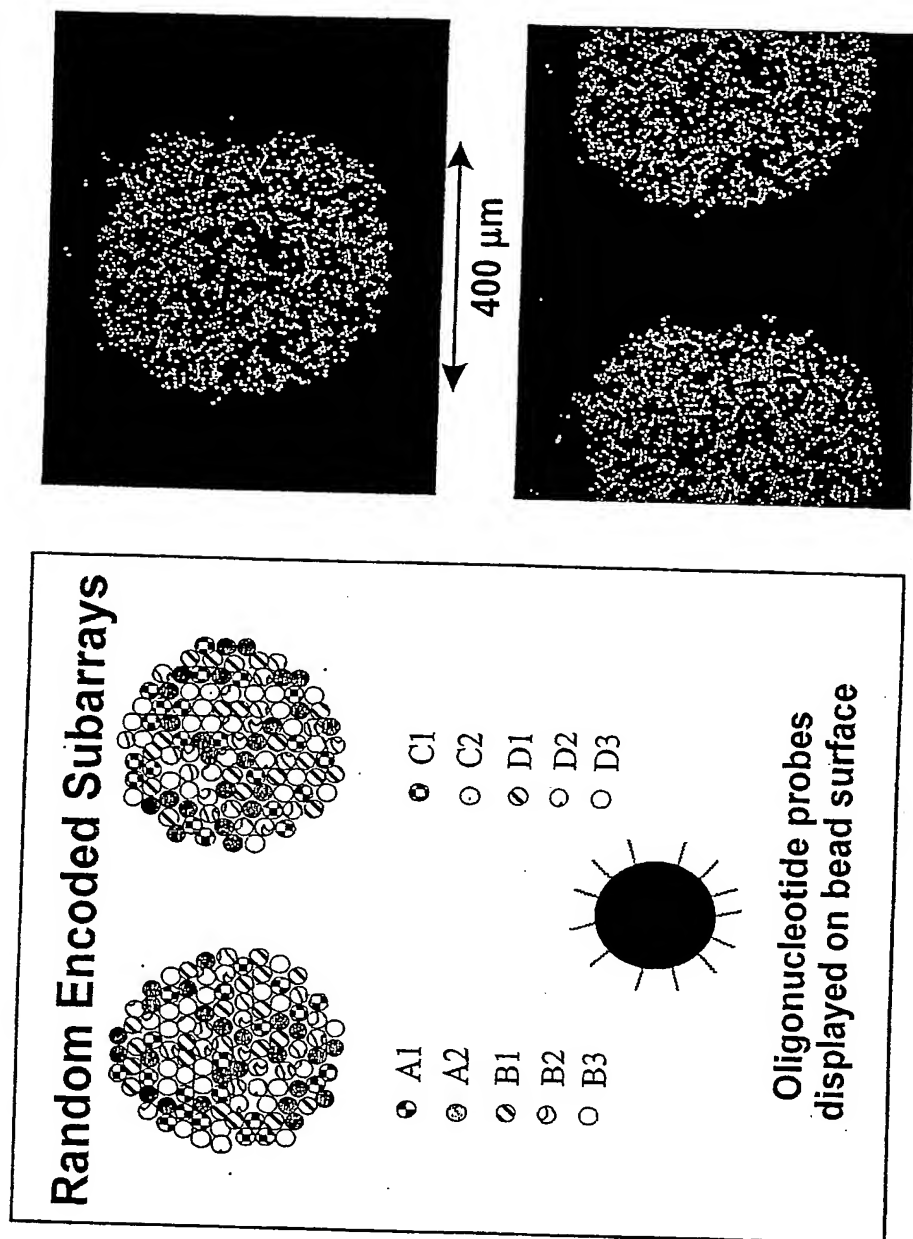 Random Encoded Subarrays
A1
A2
B1
B2
B3
C1
C2
D1
D2
D3
Oligonucleotide probes
displayed on bead surface
400 µm